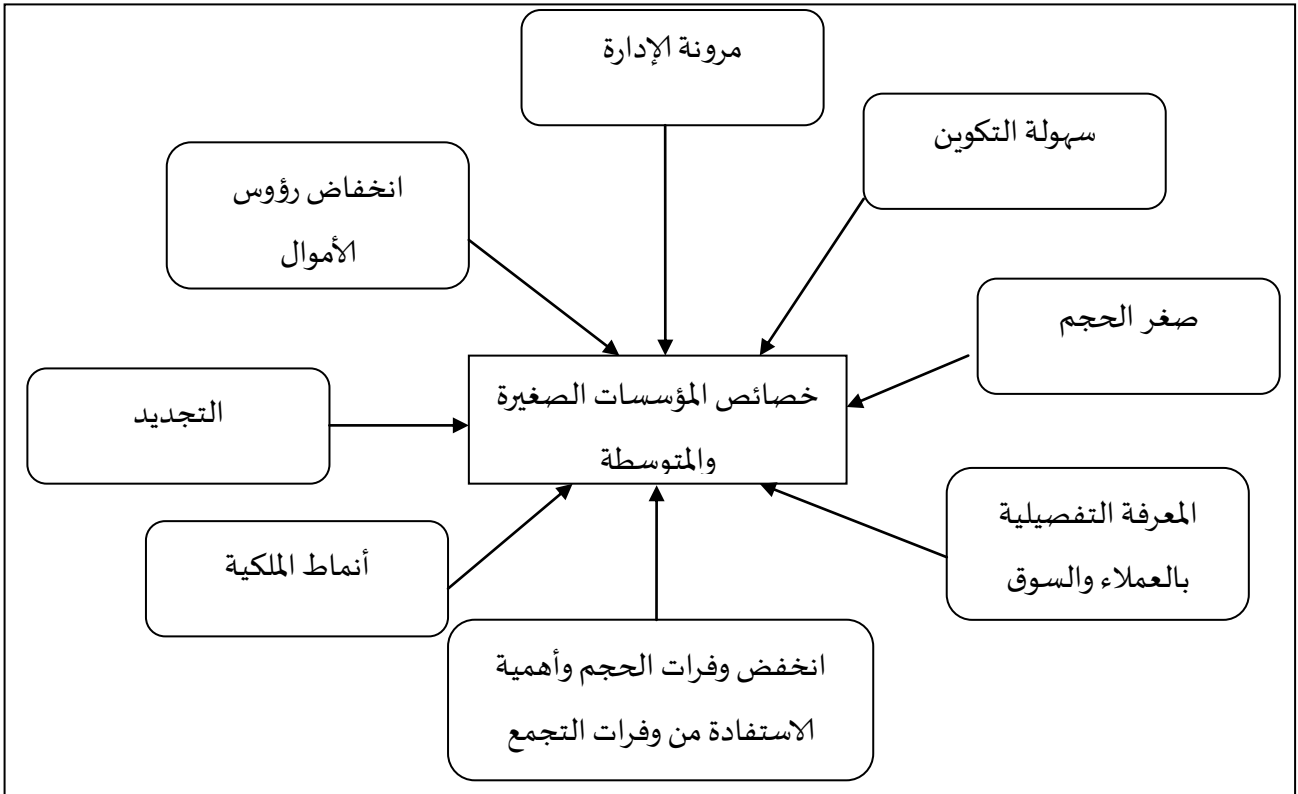 مرونة الإدارة
سهولة التكوين
انخفاض رؤوس
الأموال
صغر الحجم
خصائص المؤسسات الصغيرة
والمتوسطة
التجديد
المعرفة التفصيلية
بالعملاء والسوق
أنماط الملكية
انخفض وفرات الحجم وأهمية
الاستفادة من وفرات التجمع